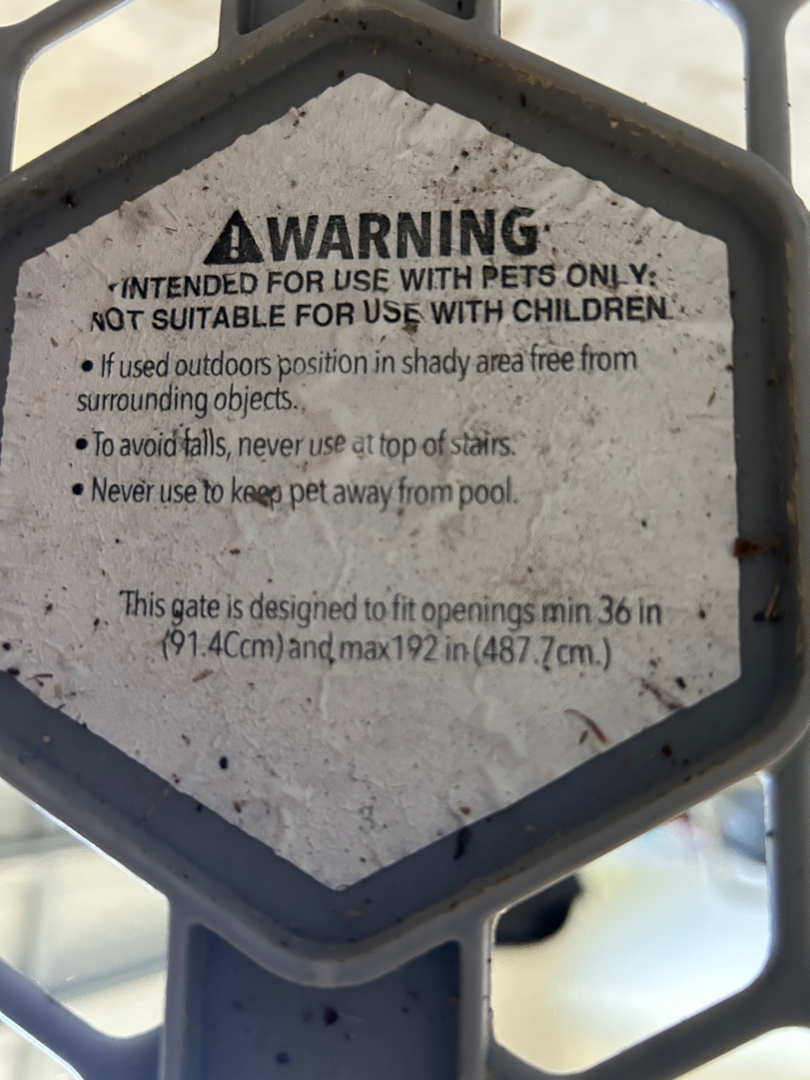 WARNING
INTENDED FOR USE WITH PETS ONLY:
NOT SUITABLE FOR USE WITH CHILDREN
• If used outdoors position in shady area free from
surrounding objects.
• To avoid falls, never use at top of stairs.
• Never use to keep pet away from pool.
This gate is designed to fit openings min 36 in
(91.4Ccm) and max 192 in (487.7cm.)